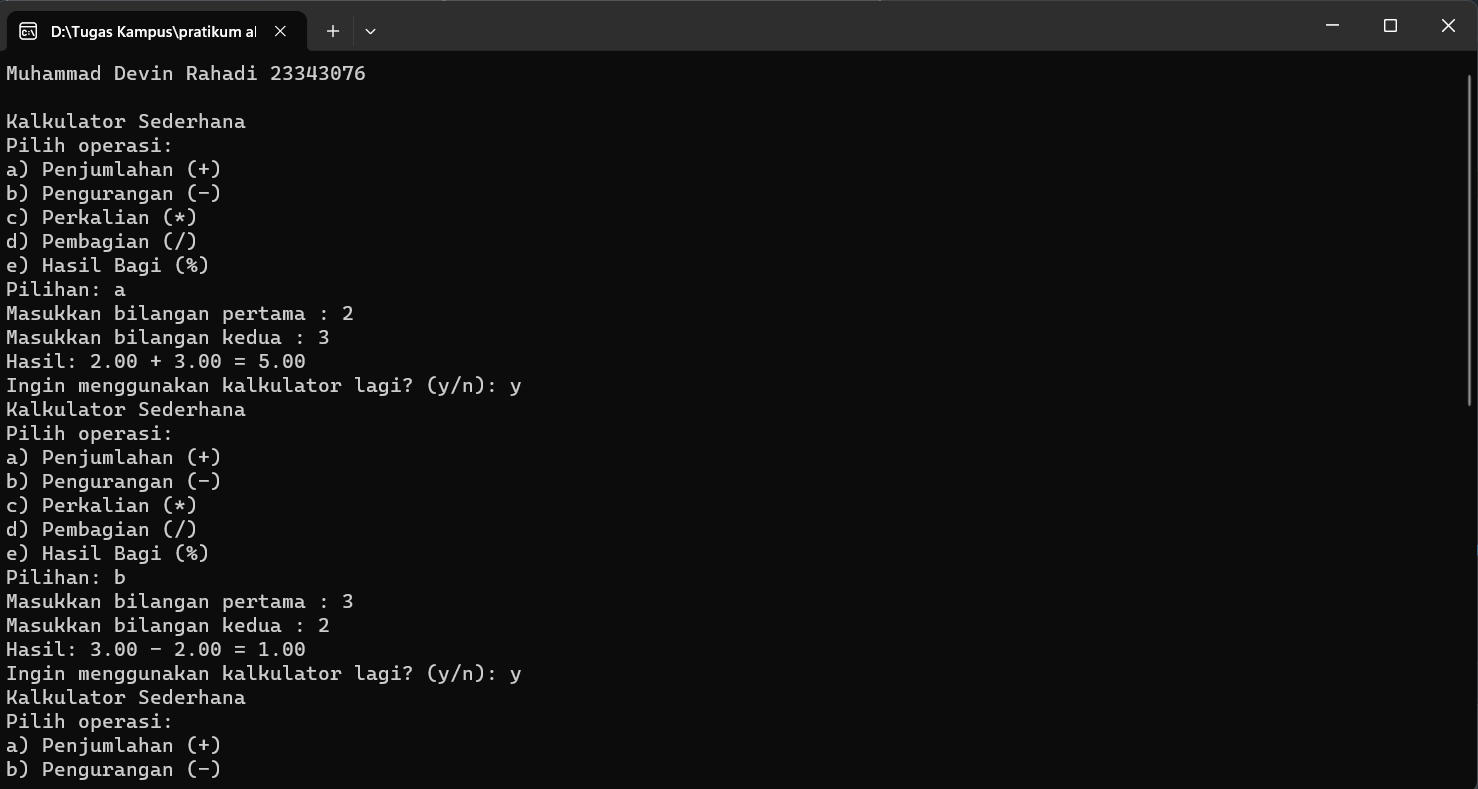 D:\Tugas Kampus\pratikum al
Muhammad Devin Rahadi 23343076
Kalkulator Sederhana
Pilih operasi:
a) Penjumlahan (+)
b) Pengurangan (-)
c) Perkalian (*)
d) Pembagian (/)
e) Hasil Bagi (%)
Pilihan: a
Masukkan bilangan pertama : 2
Masukkan bilangan kedua : 3
Hasil: 2.00 + 3.00 = 5.00
Ingin menggunakan kalkulator lagi? (y/n): y
Kalkulator Sederhana
Pilih operasi:
a) Penjumlahan (+)
b) Pengurangan (-)
c) Perkalian (*)
d) Pembagian (/)
e) Hasil Bagi (%)
Pilihan: b
Masukkan bilangan pertama : 3
Masukkan bilangan kedua : 2
Hasil: 3.00 - 2.00 = 1.00
Ingin menggunakan kalkulator lagi? (y/n): y
Kalkulator Sederhana
Pilih operasi:
a) Penjumlahan (+)
b) Pengurangan (-)